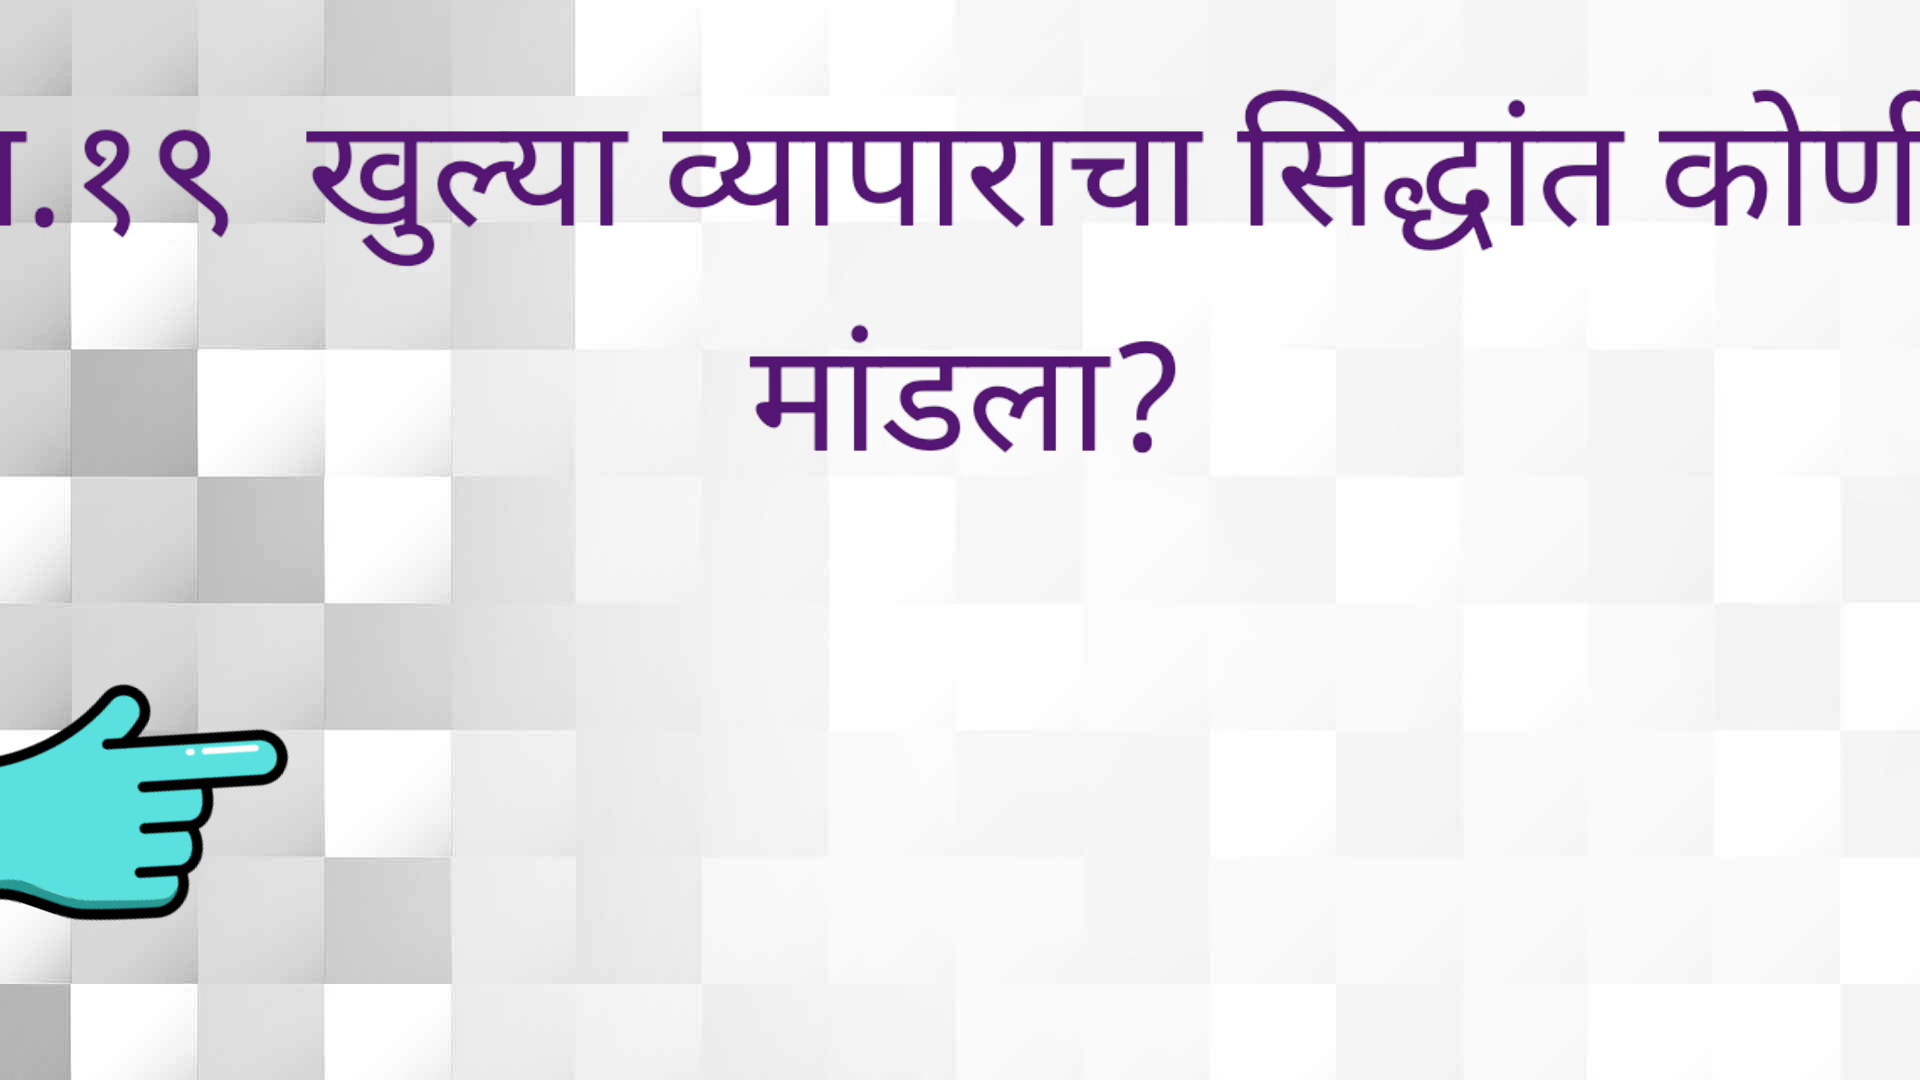 .१९ खुल्या व्यापाराचा सिद्धांत कोणी
मांडला?